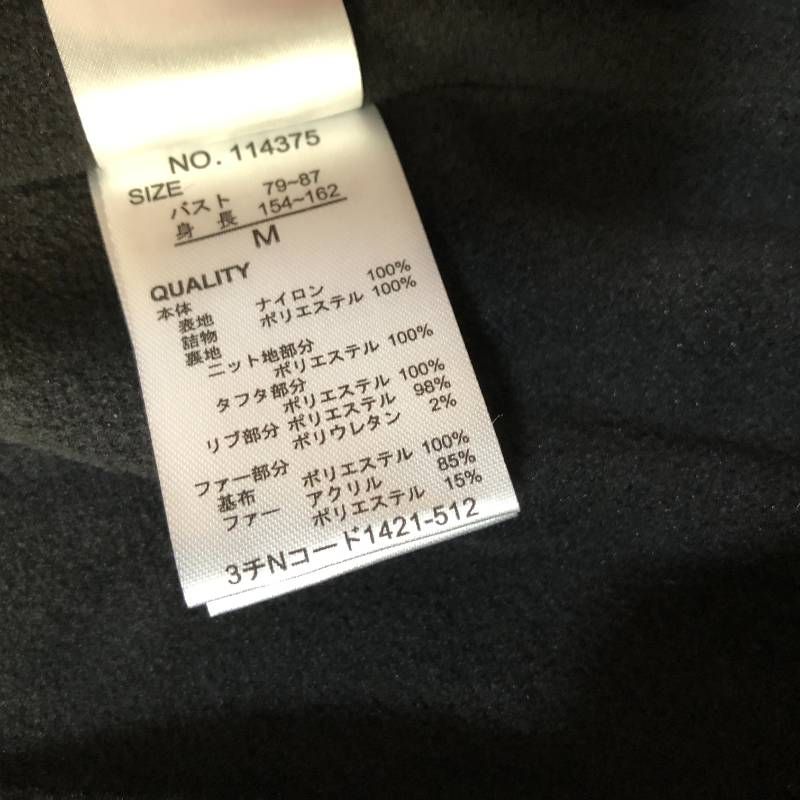 NO. 114375
SIZE
バスト 79~87
身長 154~162
M
QUALITY
本体
表地 ナイロン 100%
詰物 ポリエステル 100%
裏地
ニット地部分
ポリエステル 100%
タフタ部分
ポリエステル 100%
リブ部分 ポリエステル 98%
ポリウレタン 2%
ファー部分
基布 ポリエステル 100%
ファー アクリル 85%
ポリエステル 15%
3チNコード1421-512